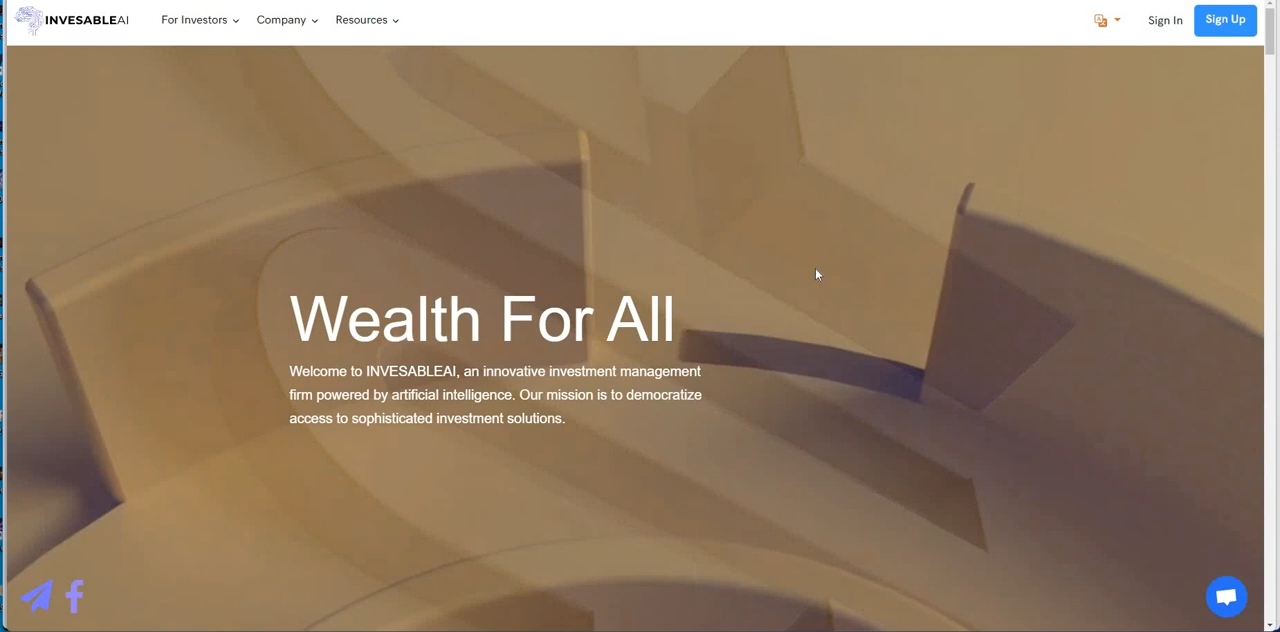 INVESABLEAI
For Investors
Company
Resources
Sign In
Sign Up
Wealth For All
Welcome to INVESABLEAI, an innovative investment management
firm powered by artificial intelligence. Our mission is to democratize
access to sophisticated investment solutions.